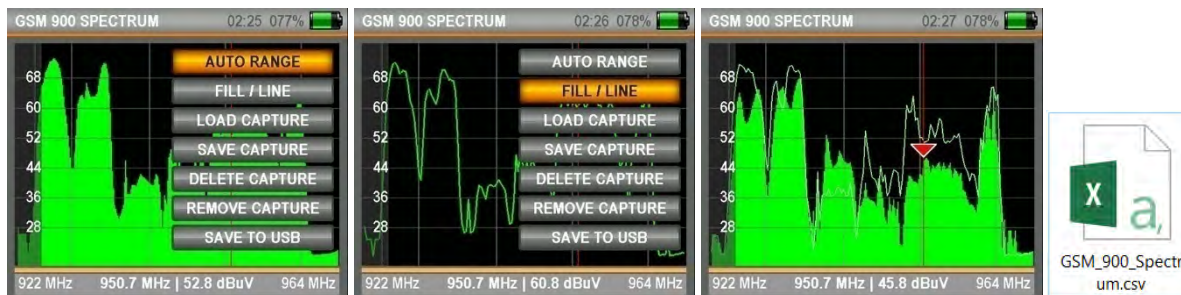 GSM 900 SPECTRUM 02:25 077%
68
60
52
44
36
28
AUTO RANGE
FILL / LINE
LOAD CAPTURE
SAVE CAPTURE
DELETE CAPTURE
REMOVE CAPTURE
SAVE TO USB
922 MHz 950.7 MHz | 52.8 dBuV 964 MHz
GSM 900 SPECTRUM 02:26 078%
68
60
52
44
36
28
AUTO RANGE
FILL / LINE
LOAD CAPTURE
SAVE CAPTURE
DELETE CAPTURE
REMOVE CAPTURE
SAVE TO USB
922 MHz 950.7 MHz | 60.8 dBuV 964 MHz
GSM 900 SPECTRUM 02:27 078%
68
60
52
44
36
28
922 MHz 950.7 MHz | 45.8 dBuV 964 MHz
X a,
GSM_900_Spectr
um.csv